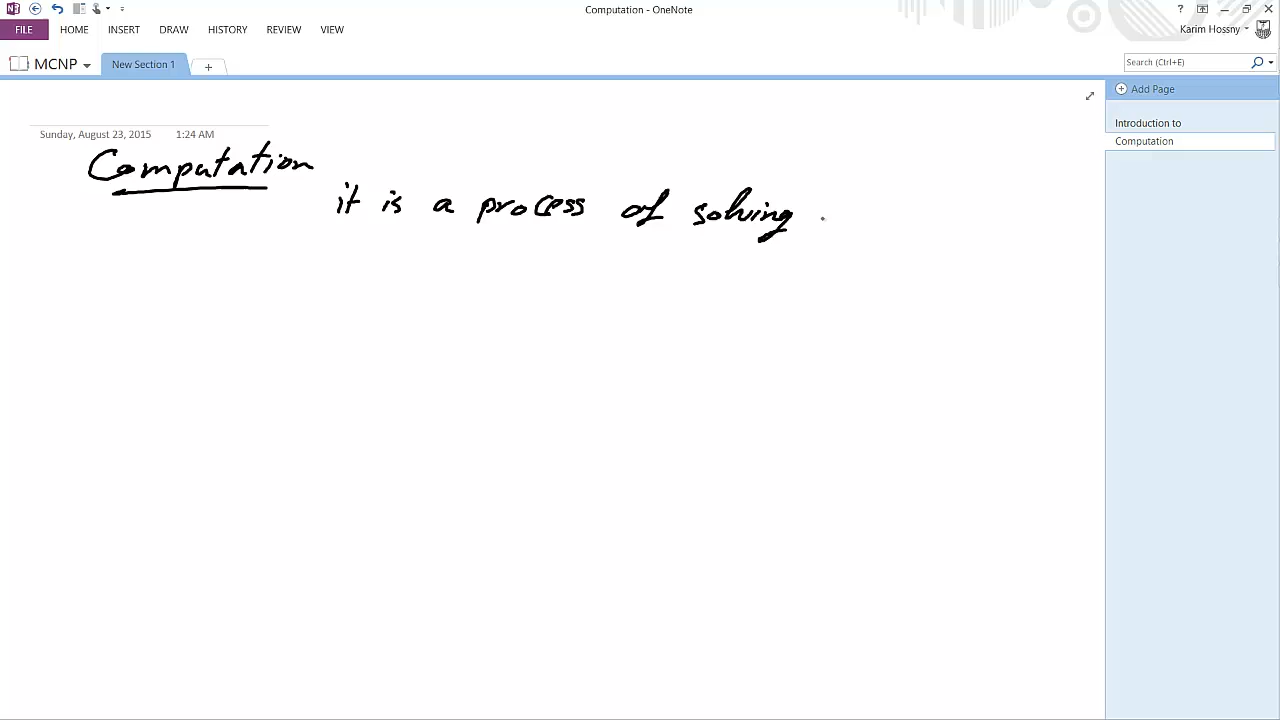 Computation - OneNote
?
Karim Hossny
FILE HOME INSERT DRAW HISTORY REVIEW VIEW
MCNP
New Section 1
+
Search (Ctrl+E)
Add Page
Introduction to
Computation
Sunday, August 23, 2015 1:24 AM
Computation
it is a process of solving